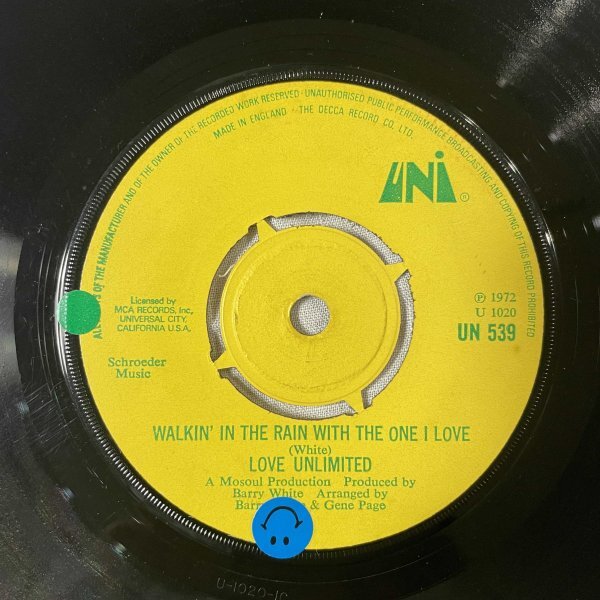 A OF THE MANUFACTURER AND OF THE OWNER OF THE RECORDED WORK RESERVED · UNAUTHORISED PUBLIC PERFORMANCE BROADCASTING AND COPYING OF THIS RECORD PROHIBITED
MADE IN ENGLAND · THE DECCA RECORD CO. LTD.
UNI ®
Licensed by
MCA RECORDS, Inc,
UNIVERSAL CITY,
CALIFORNIA U.S.A.
℗ 1972
U 1020
UN 539
Schroeder
Music
WALKIN' IN THE RAIN WITH THE ONE I LOVE
(White)
LOVE UNLIMITED
A Mosoul Production Produced by
Barry White Arranged by
& Gene Page
U-1020-1C